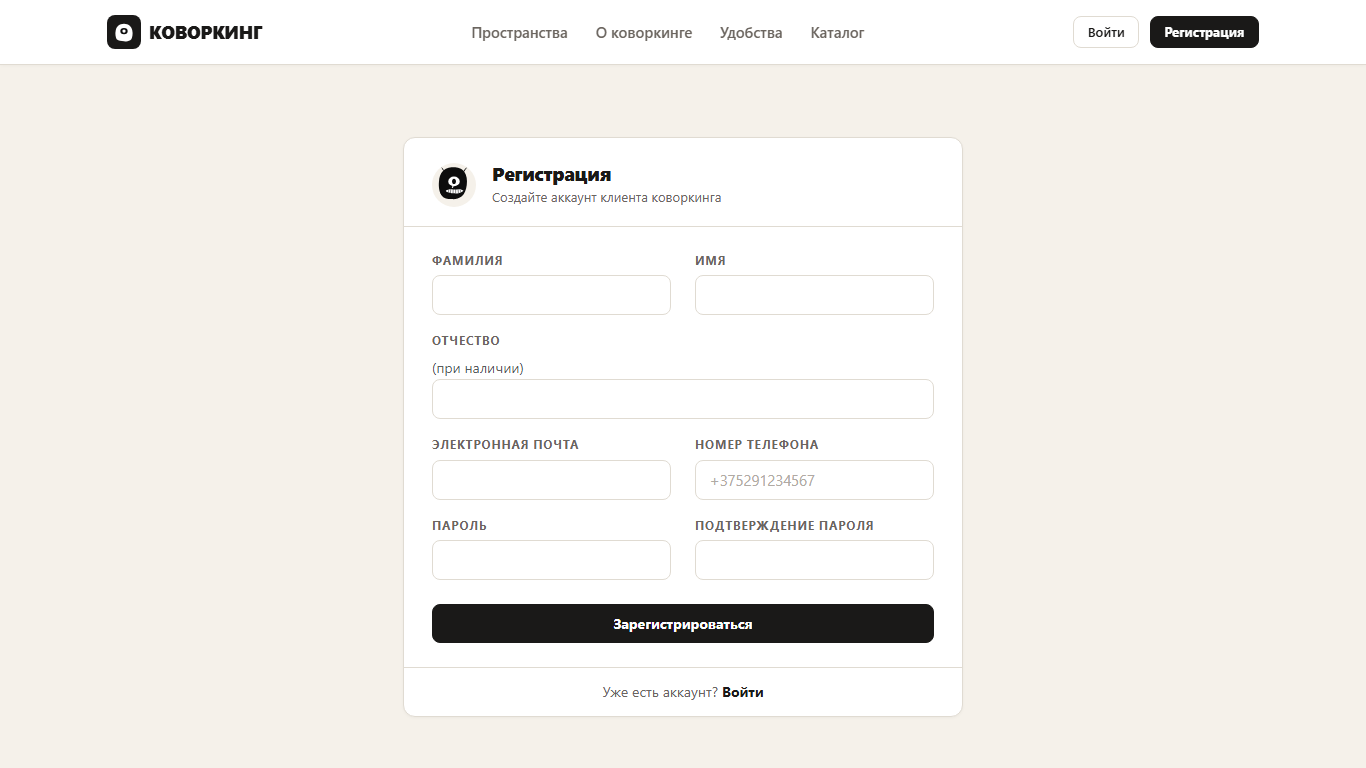 КОВОРКИНГ
Пространства О коворкинге Удобства Каталог
Войти Регистрация
Регистрация
Создайте аккаунт клиента коворкинга
ФАМИЛИЯ ИМЯ
ОТЧЕСТВО
(при наличии)
ЭЛЕКТРОННАЯ ПОЧТА НОМЕР ТЕЛЕФОНА
+375291234567
ПАРОЛЬ ПОДТВЕРЖДЕНИЕ ПАРОЛЯ
Зарегистрироваться
Уже есть аккаунт? Войти